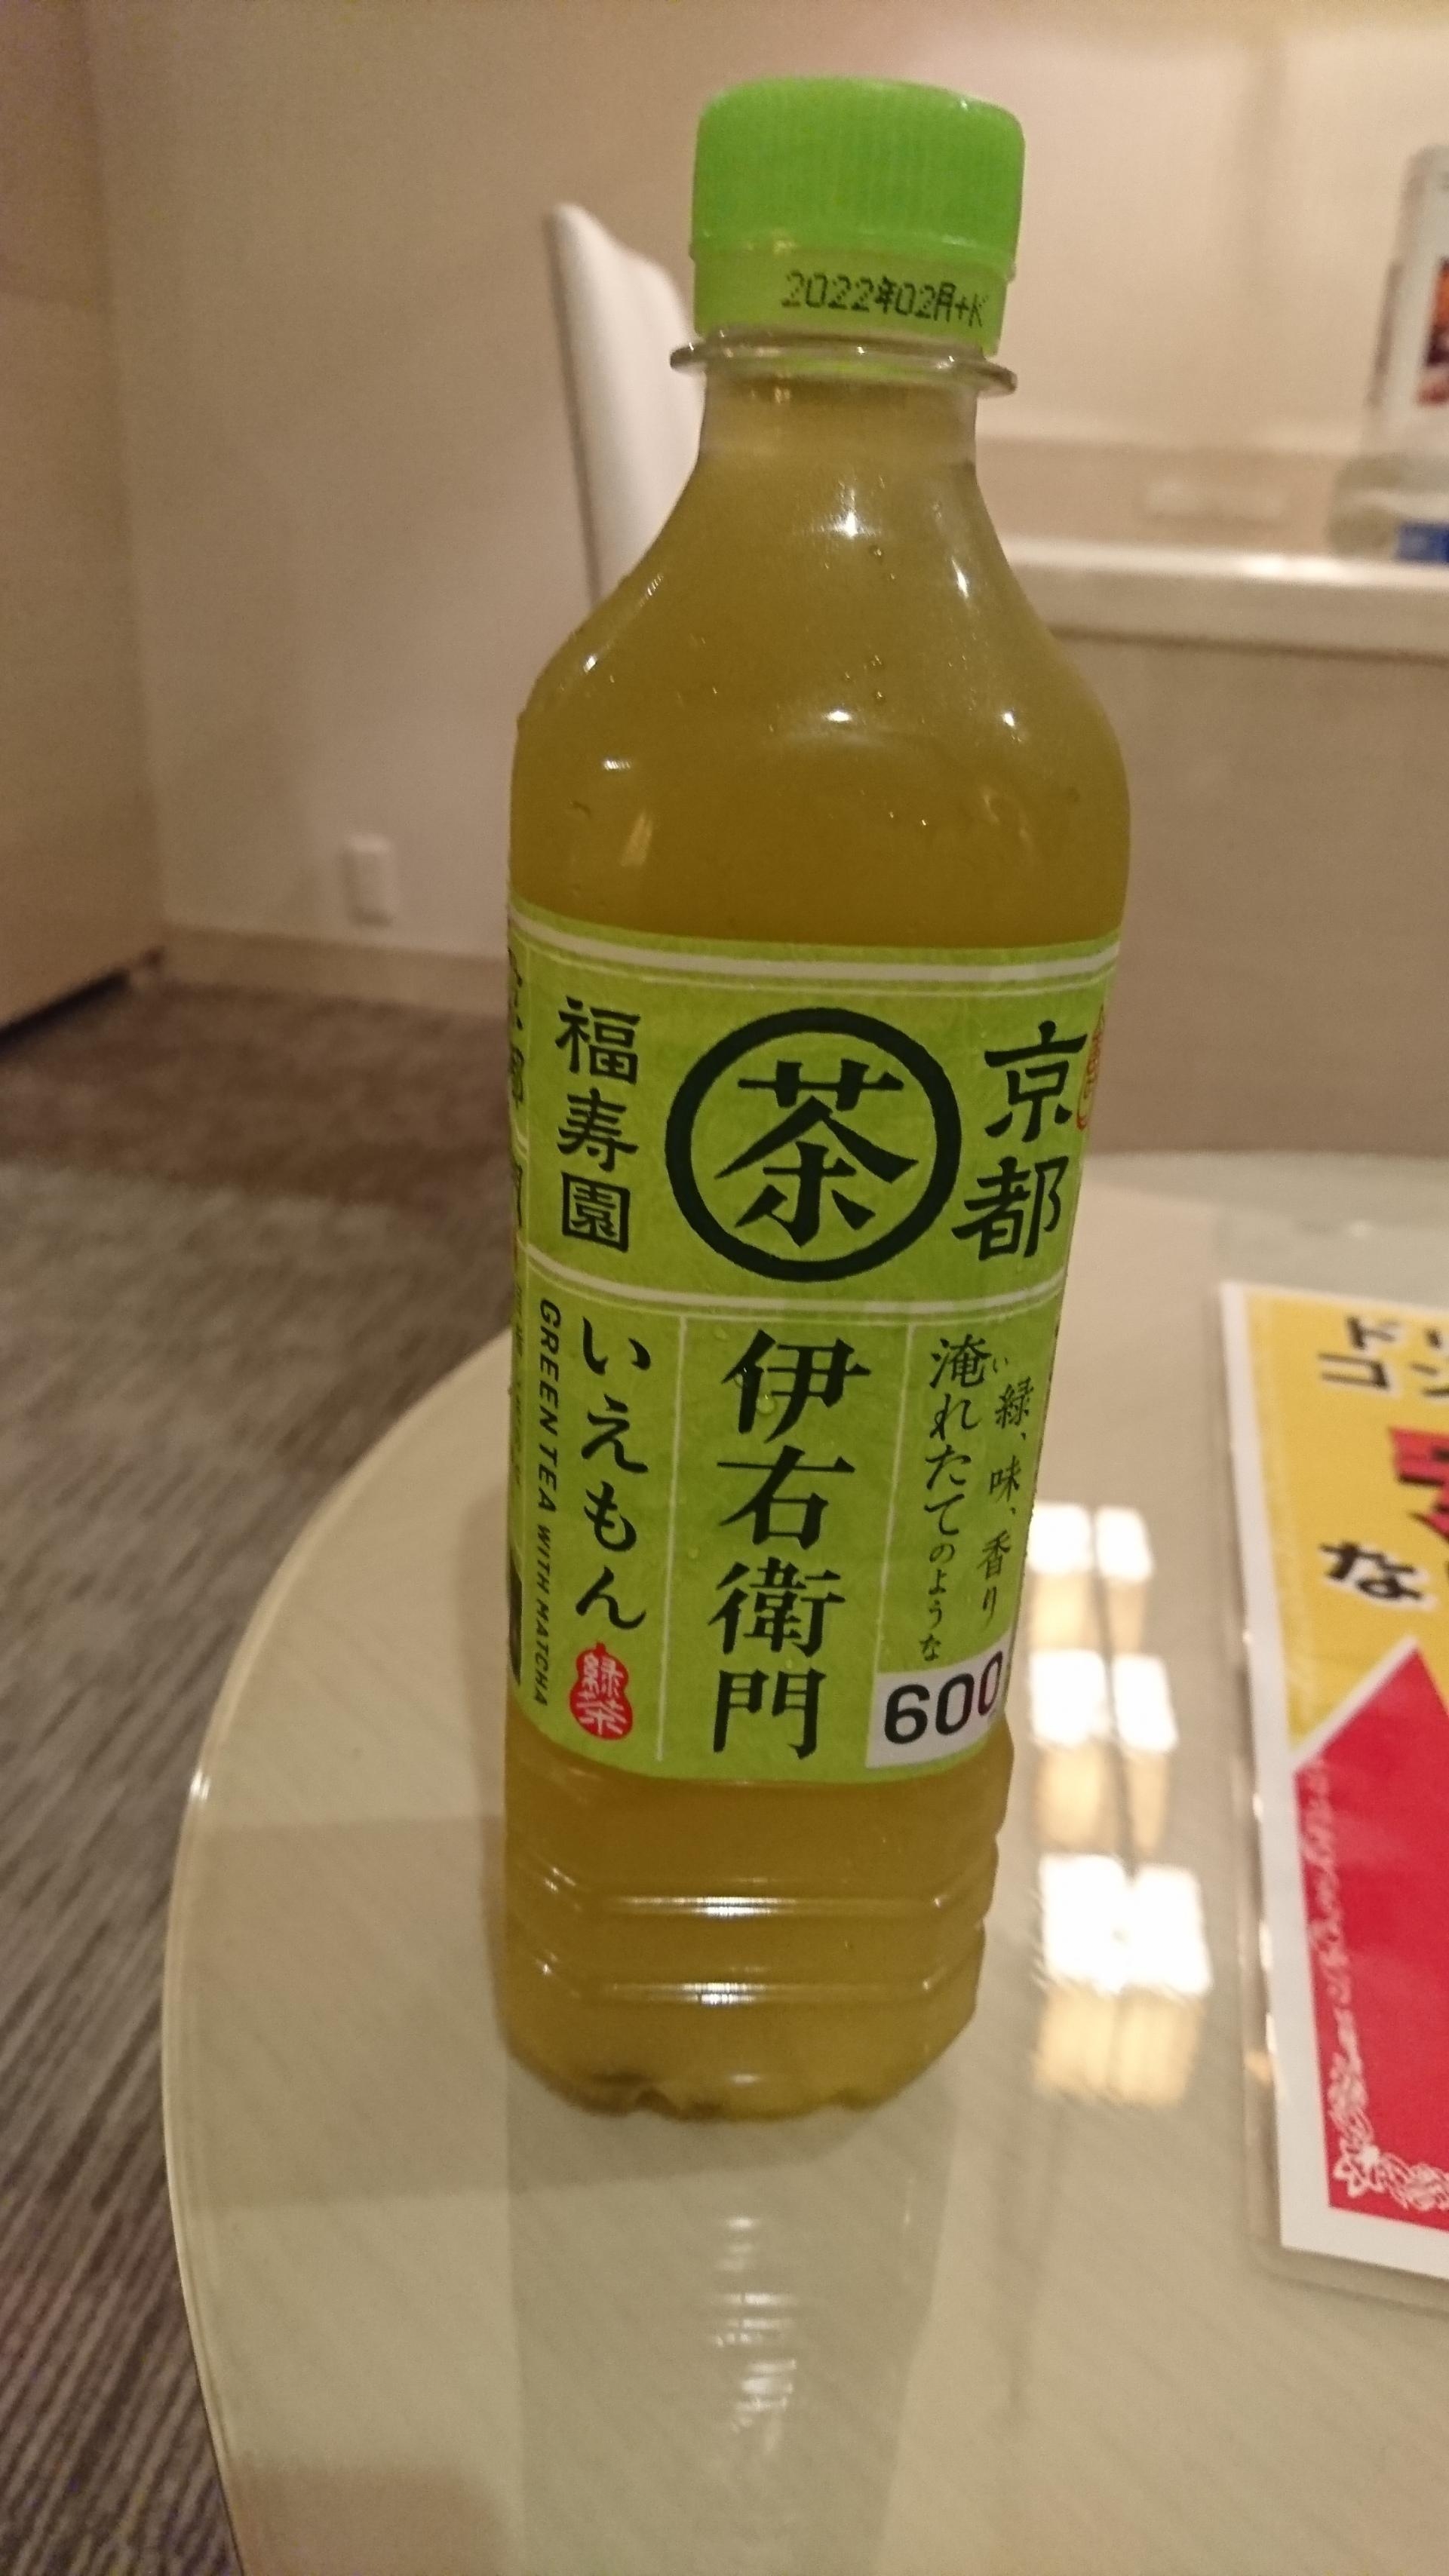 2022年02月+K
京都
茶
福寿園
い緑、味、香り
淹れたてのような
600
伊右衛門
いえもん
緑茶
GREEN TEA WITH MATCHA
ド
コ
な